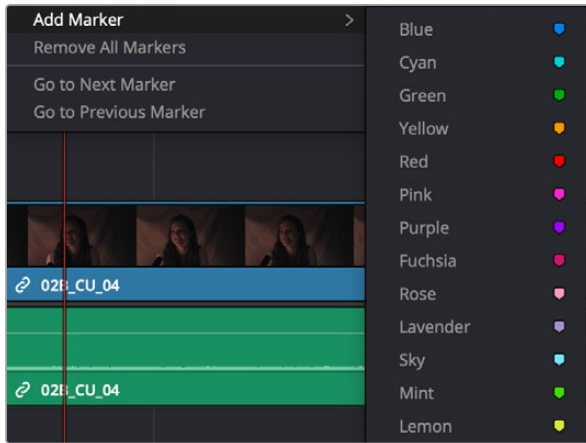 Add Marker
Remove All Markers
Go to Next Marker
Go to Previous Marker
02B_CU_04
02B_CU_04
Blue
Cyan
Green
Yellow
Red
Pink
Purple
Fuchsia
Rose
Lavender
Sky
Mint
Lemon